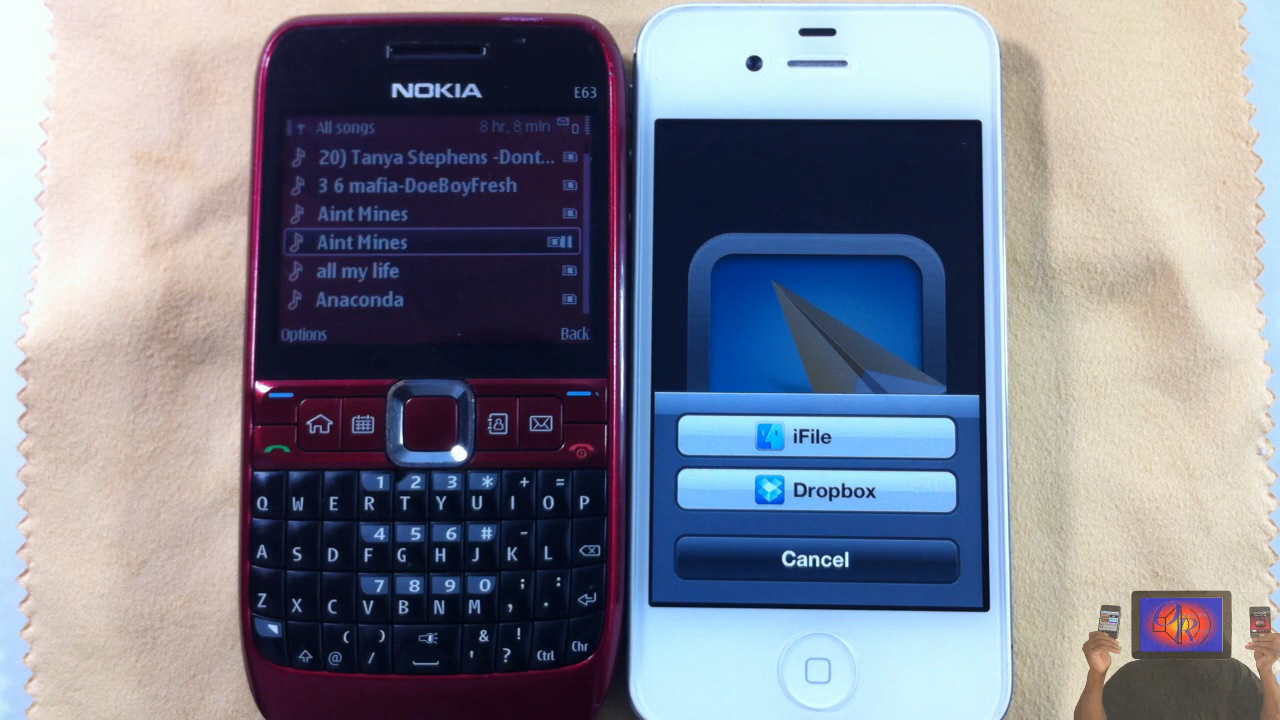 NOKIA
E63
All songs 8 hr, 8 min
20) Tanya Stephens -Dont...
3 6 mafia-DoeBoyFresh
Aint Mines
Aint Mines
all my life
Anaconda
Options Back
1 2 3 * + =
Q W E R T Y U I O P
4 5 6 # -
A S D F G H J K L
7 8 9 0 ; :
Z X C V B N M , .
( ) & ! Chr
@ / ' ? Ctrl
iFile
Dropbox
Cancel